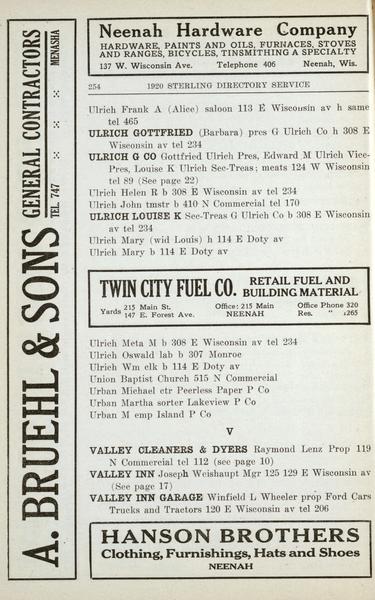 Neenah Hardware Company
HARDWARE, PAINTS AND OILS, FURNACES, STOVES
AND RANGES, BICYCLES, TINSMITHING A SPECIALTY
137 W. Wisconsin Ave. Telephone 406 Neenah, Wis.
254 1920 STERLING DIRECTORY SERVICE
Ulrich Frank A (Alice) saloon 113 E Wisconsin av h same
tel 465
ULRICH GOTTFRIED (Barbara) pres G Ulrich Co h 308 E
Wisconsin av tel 234
ULRICH G CO Gottfried Ulrich Pres, Edward M Ulrich Vice-
Pres, Louise K Ulrich Sec-Treas; meats 124 W Wisconsin
tel 89 (See page 22)
Ulrich Helen R b 308 E Wisconsin av tel 234
Ulrich John tmstr b 410 N Commercial tel 170
ULRICH LOUISE K Sec-Treas G Ulrich Co b 308 E Wisconsin
av tel 234
Ulrich Mary (wid Louis) h 114 E Doty av
Ulrich Mary b 114 E Doty av
TWIN CITY FUEL CO. RETAIL FUEL AND
BUILDING MATERIAL
Yards 215 Main St. Office: 215 Main Office Phone 320
147 E. Forest Ave. NEENAH Res. " 1265
Ulrich Meta M b 308 E Wisconsin av tel 234
Ulrich Oswald lab b 307 Monroe
Ulrich Wm elk b 114 E Doty av
Union Baptist Church 515 N Commercial
Urban Michael ctr Peerless Paper P Co
Urban Martha sorter Lakeview P Co
Urban M emp Island P Co
V
VALLEY CLEANERS & DYERS Raymond Lenz Prop 119
N Commercial tel 112 (see page 10)
VALLEY INN Joseph Weishaupt Mgr 125 129 E Wisconsin av
(See page 17)
VALLEY INN GARAGE Winfield L Wheeler prop Ford Cars
Trucks and Tractors 120 E Wisconsin av tel 206
HANSON BROTHERS
Clothing, Furnishings, Hats and Shoes
NEENAH
A. BRUEHL & SONS
GENERAL CONTRACTORS
TEL. 747 MENASHA